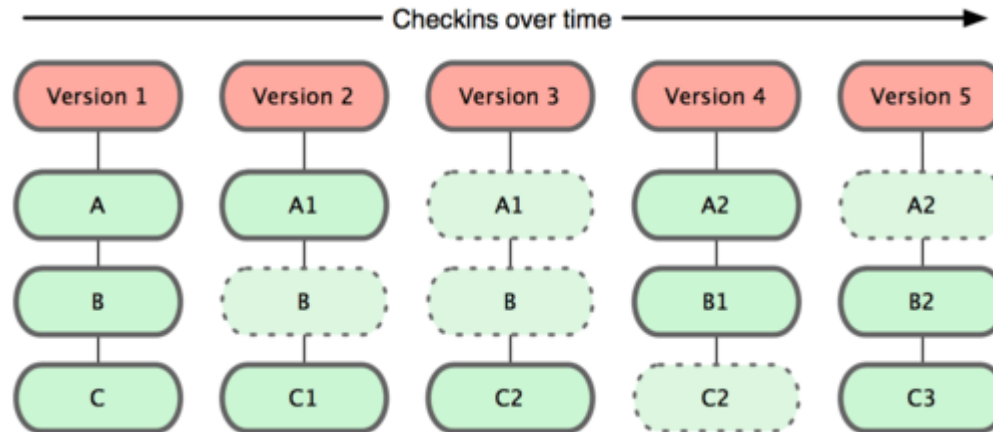 Checkins over time
Version 1 Version 2 Version 3 Version 4 Version 5
A A1 A1 A2 A2
B B B B1 B2
C C1 C2 C2 C3